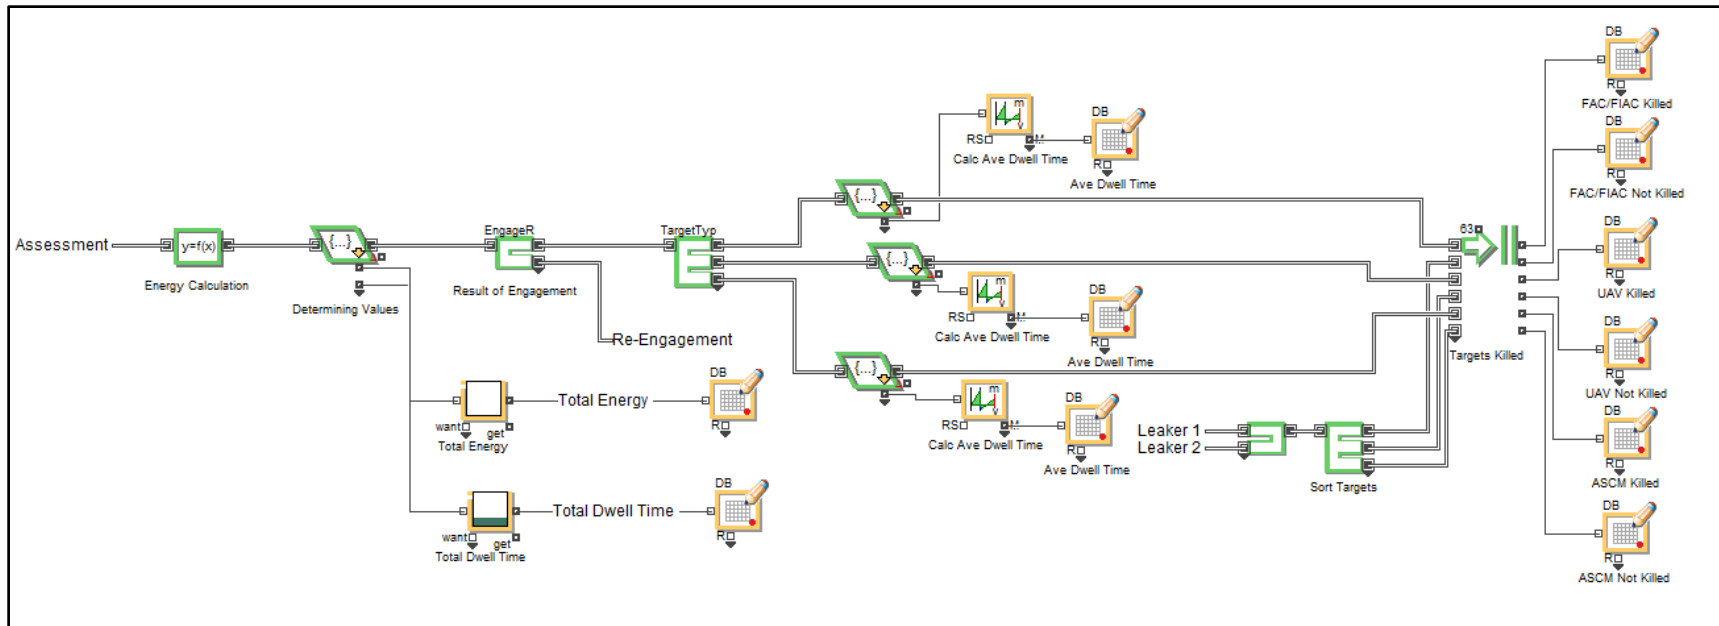 DB
R
FAC/FIAC Killed
DB
R
FAC/FIAC Not Killed
m
RS
M
Calc Ave Dwell Time
DB
R
Ave Dwell Time
{...}
Assessment
y=f(x)
Energy Calculation
{...}
Determining Values
EngageR
Result of Engagement
Re-Engagement
TargetTyp
{...}
m
RS
M
Calc Ave Dwell Time
DB
R
Ave Dwell Time
63
Targets Killed
DB
R
UAV Killed
DB
R
UAV Not Killed
{...}
m
RS
M
Calc Ave Dwell Time
DB
R
Ave Dwell Time
want
get
Total Energy
Total Energy
DB
R
Leaker 1
Leaker 2
Sort Targets
DB
R
ASCM Killed
want
get
Total Dwell Time
Total Dwell Time
DB
R
DB
R
ASCM Not Killed